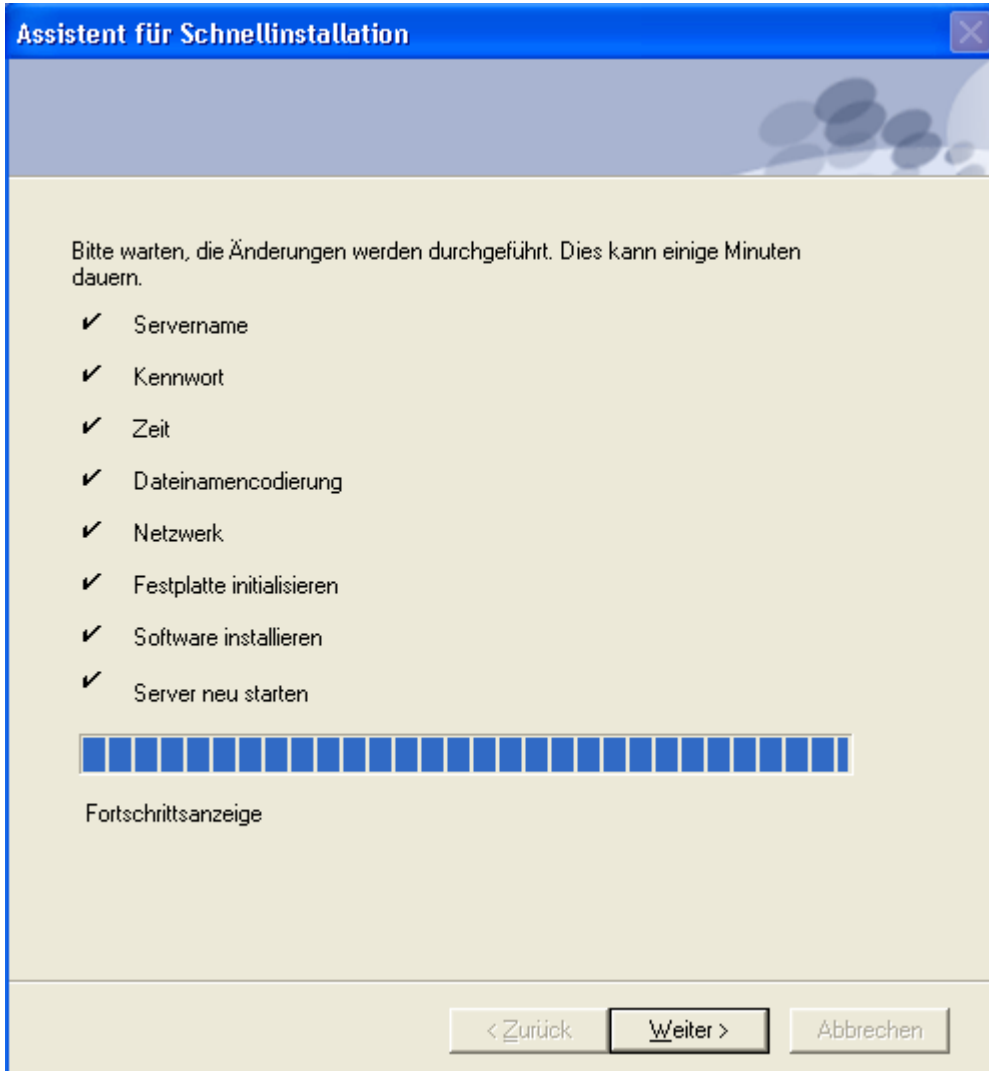 Assistent für Schnellinstallation
Bitte warten, die Änderungen werden durchgeführt. Dies kann einige Minuten
dauern.
Servername
Kennwort
Zeit
Dateinamencodierung
Netzwerk
Festplatte initialisieren
Software installieren
Server neu starten
Fortschrittsanzeige
< Zurück Weiter > Abbrechen